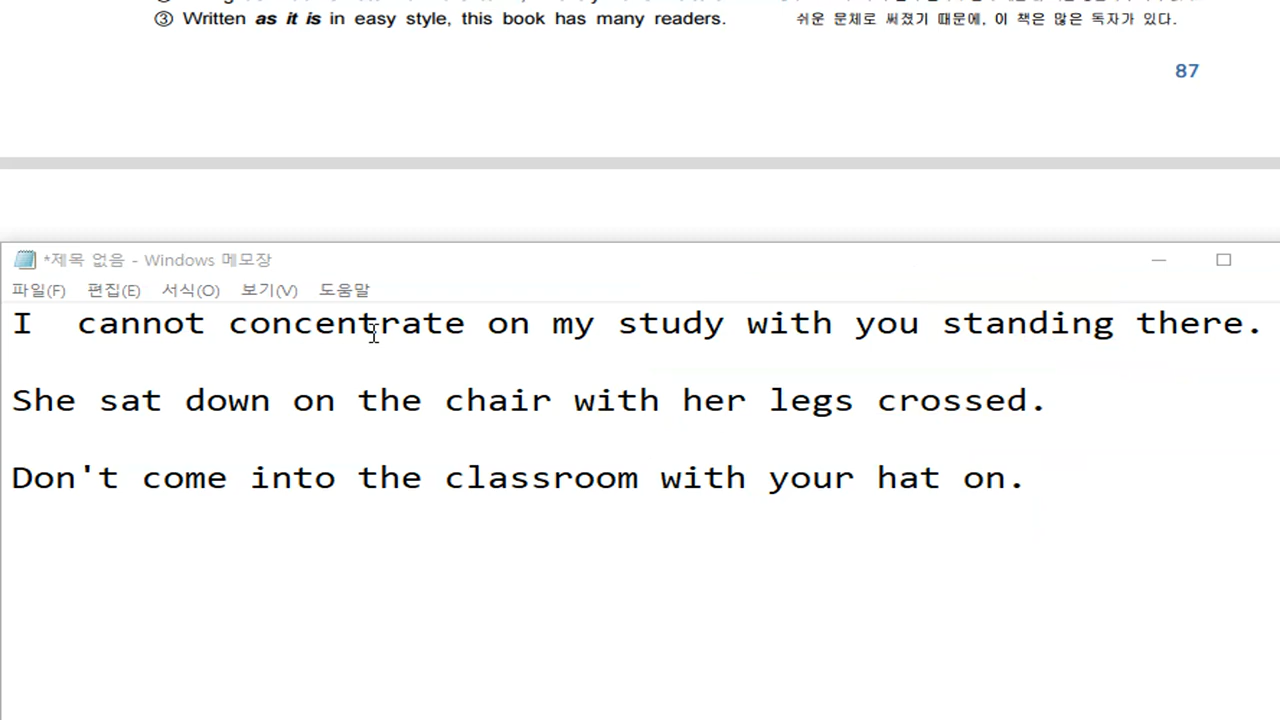 ③ Written as it is in easy style, this book has many readers. 쉬운 문체로 써졌기 때문에, 이 책은 많은 독자가 있다.
87
*제목 없음 - Windows 메모장
파일(F) 편집(E) 서식(O) 보기(V) 도움말
I  cannot concentrate on my study with you standing there.
She sat down on the chair with her legs crossed.
Don't come into the classroom with your hat on.